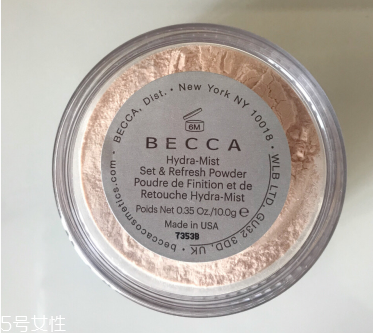 BECCA, Dist. • New York NY 10018 • WLB LTD, GU32 3DD, UK. • beccacosmetics.com •
6M
BECCA
Hydra-Mist
Set & Refresh Powder
Poudre de Finition et de
Retouche Hydra-Mist
Poids Net 0.35 Oz./10.0g e
Made in USA
7353B
5号女性